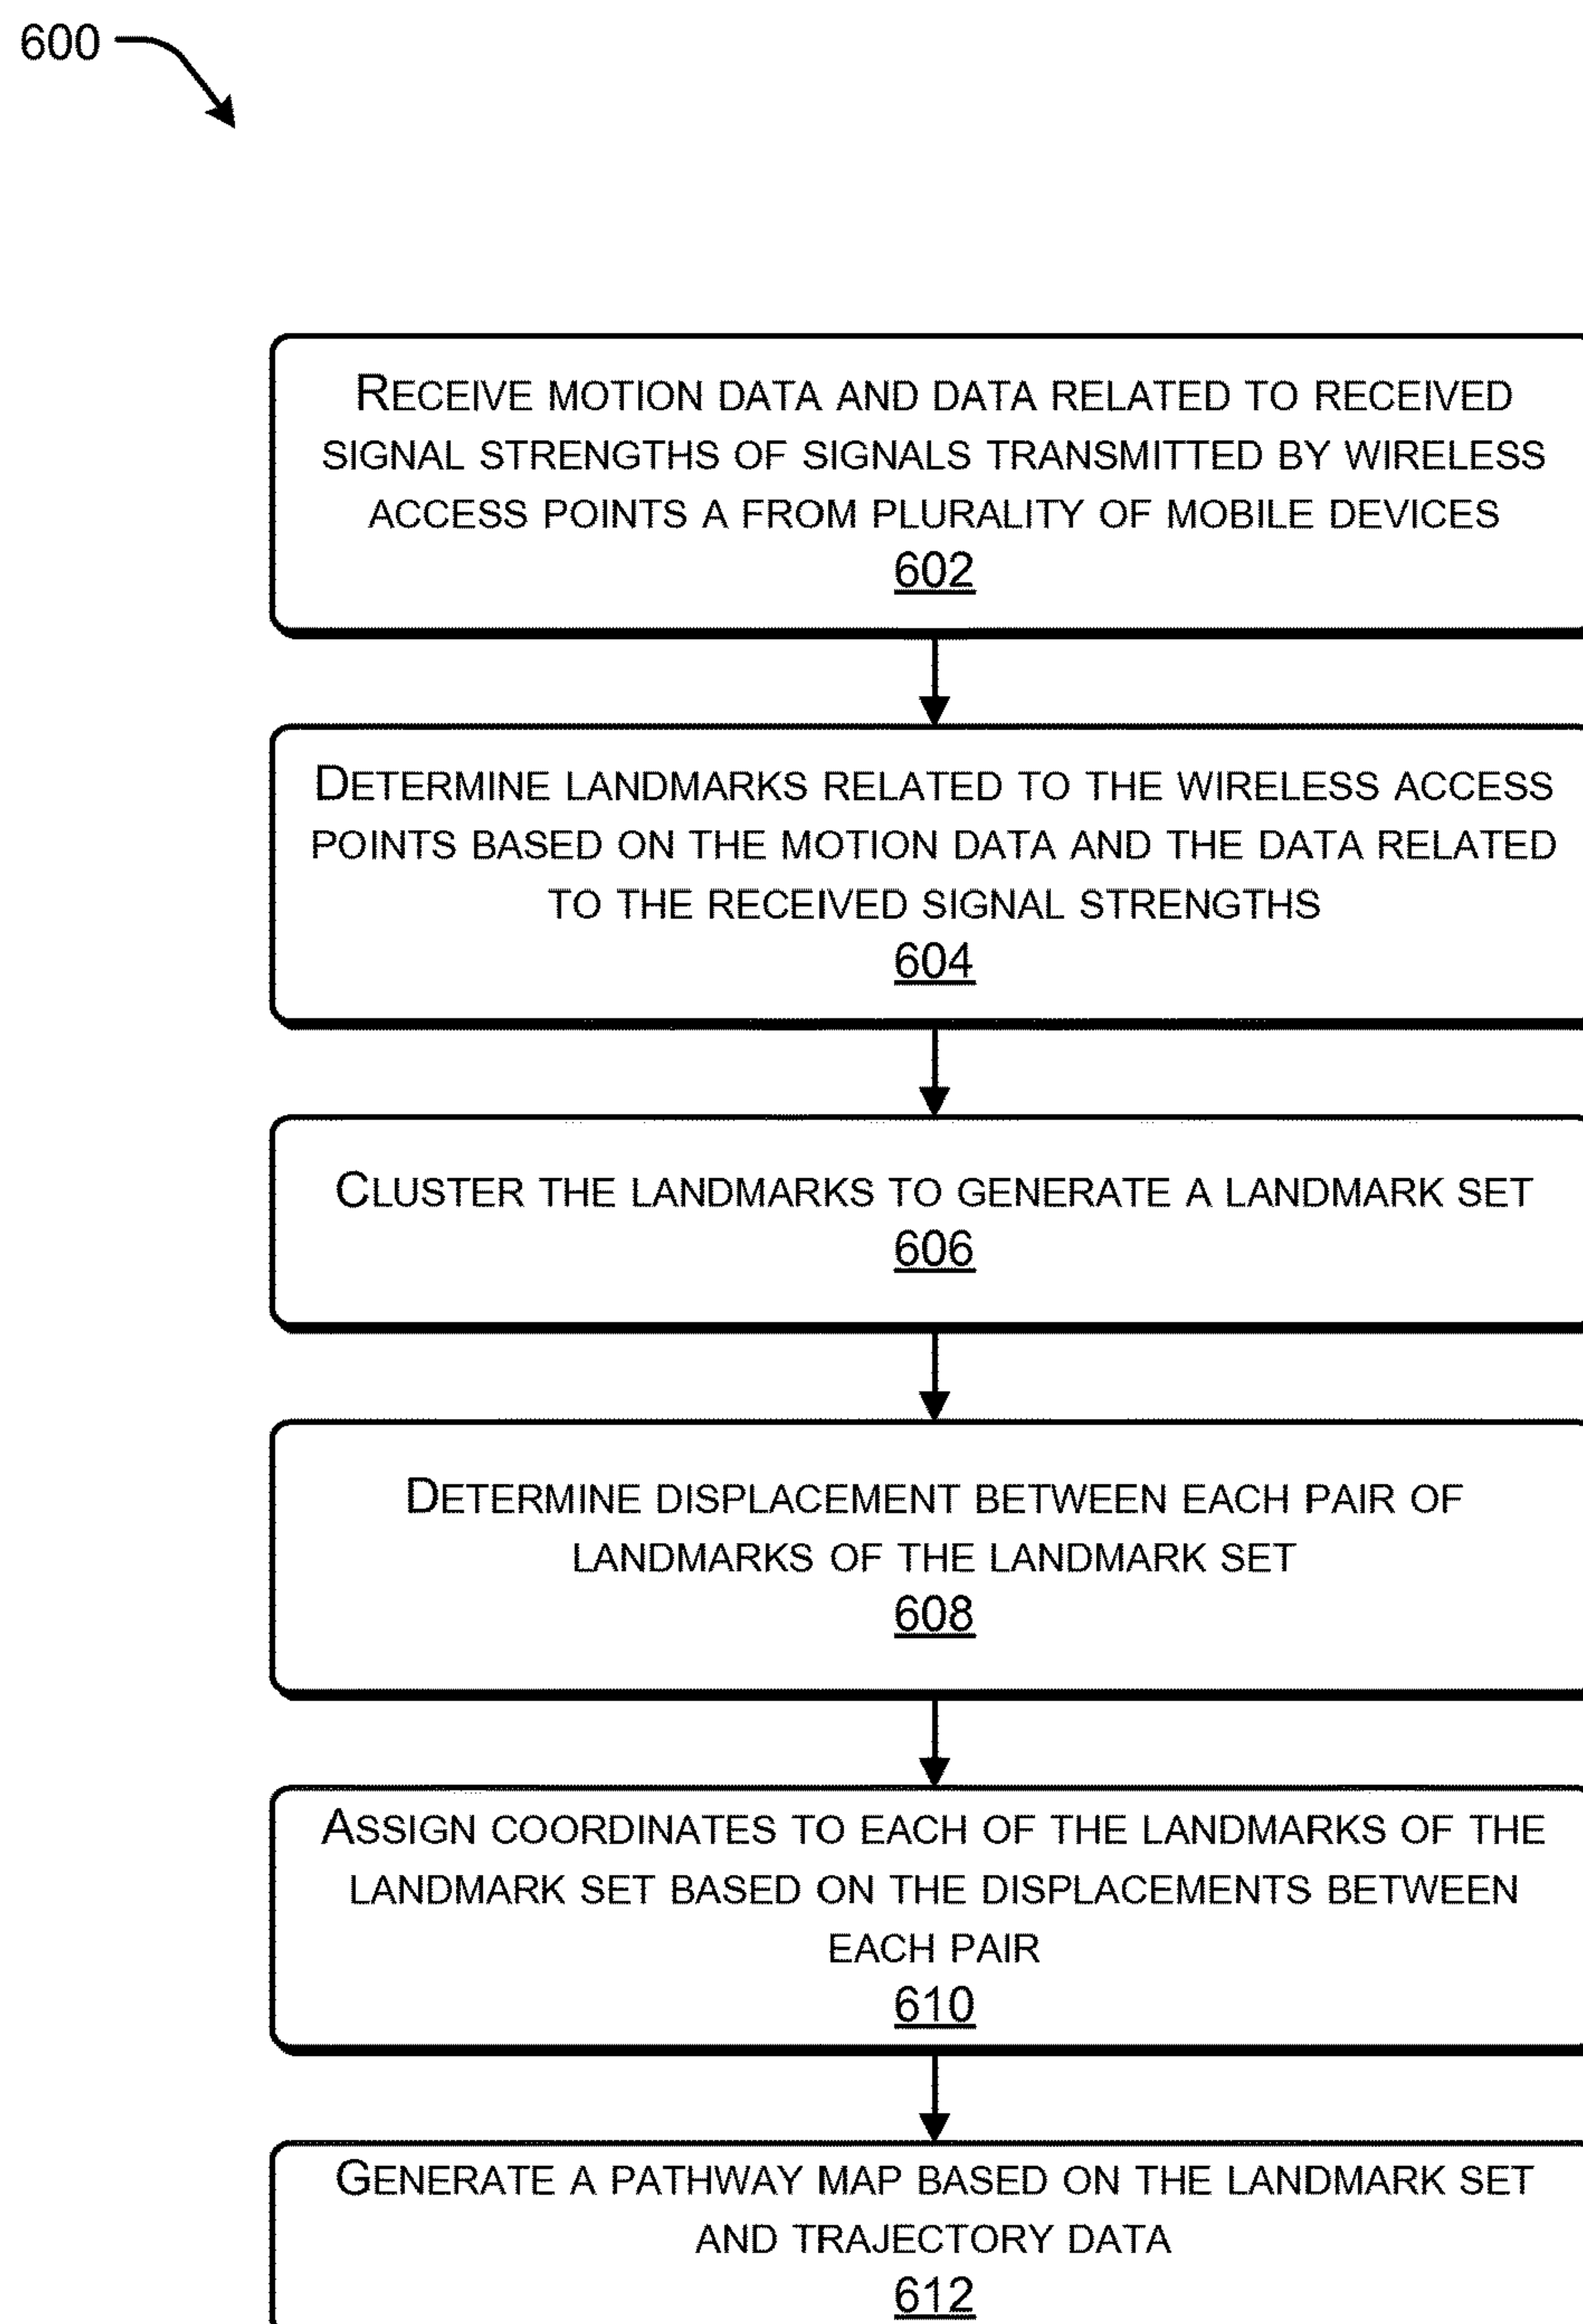 600
RECEIVE MOTION DATA AND DATA RELATED TO RECEIVED
SIGNAL STRENGTHS OF SIGNALS TRANSMITTED BY WIRELESS
ACCESS POINTS A FROM PLURALITY OF MOBILE DEVICES
602
DETERMINE LANDMARKS RELATED TO THE WIRELESS ACCESS
POINTS BASED ON THE MOTION DATA AND THE DATA RELATED
TO THE RECEIVED SIGNAL STRENGTHS
604
CLUSTER THE LANDMARKS TO GENERATE A LANDMARK SET
606
DETERMINE DISPLACEMENT BETWEEN EACH PAIR OF
LANDMARKS OF THE LANDMARK SET
608
ASSIGN COORDINATES TO EACH OF THE LANDMARKS OF THE
LANDMARK SET BASED ON THE DISPLACEMENTS BETWEEN
EACH PAIR
610
GENERATE A PATHWAY MAP BASED ON THE LANDMARK SET
AND TRAJECTORY DATA
612